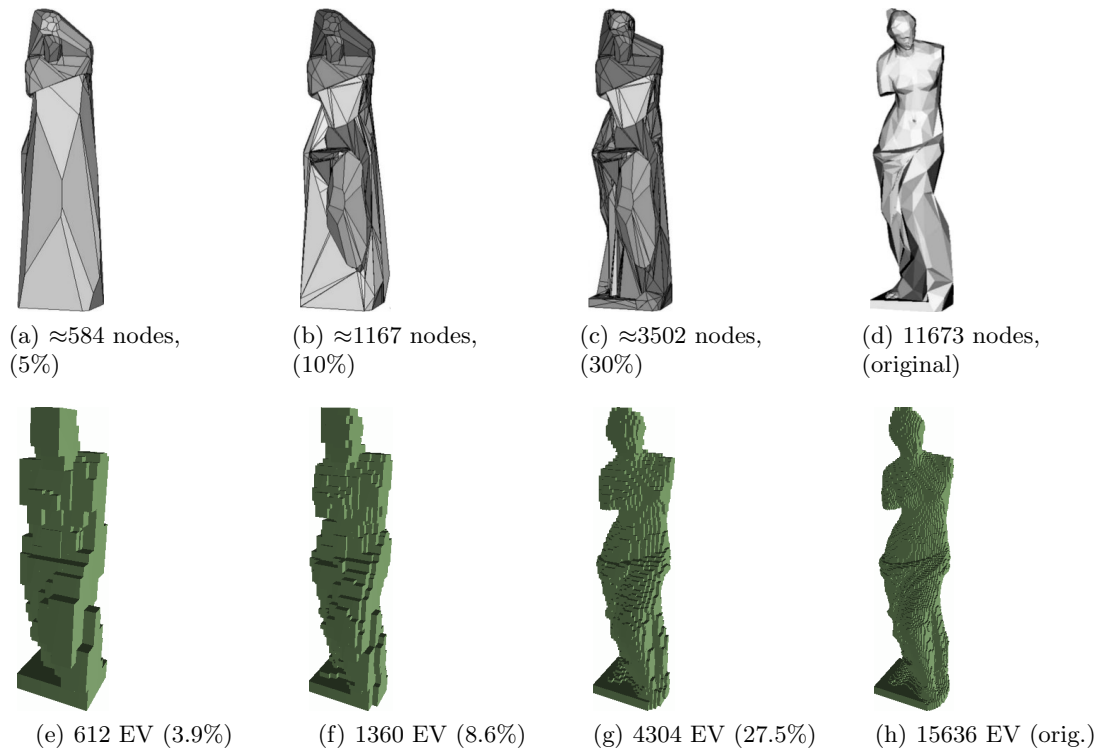 (a) ≈584 nodes,
(5%)
(b) ≈1167 nodes,
(10%)
(c) ≈3502 nodes,
(30%)
(d) 11673 nodes,
(original)
(e) 612 EV (3.9%)
(f) 1360 EV (8.6%)
(g) 4304 EV (27.5%)
(h) 15636 EV (orig.)